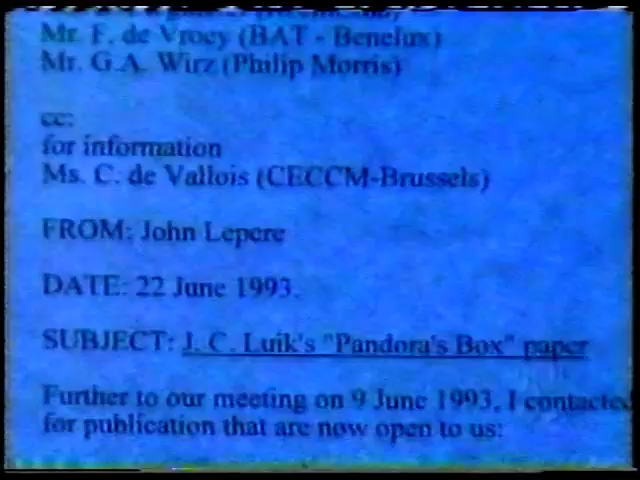 Mr. F. de Vroey (BAT - Benelux)
Mr. G.A. Wirz (Philip Morris)
cc:
for information
Ms. C. de Vallois (CECCM-Brussels)
FROM: John Lepere
DATE: 22 June 1993.
SUBJECT: J. C. Luik's "Pandora's Box" paper
Further to our meeting on 9 June 1993, I contacted
for publication that are now open to us: